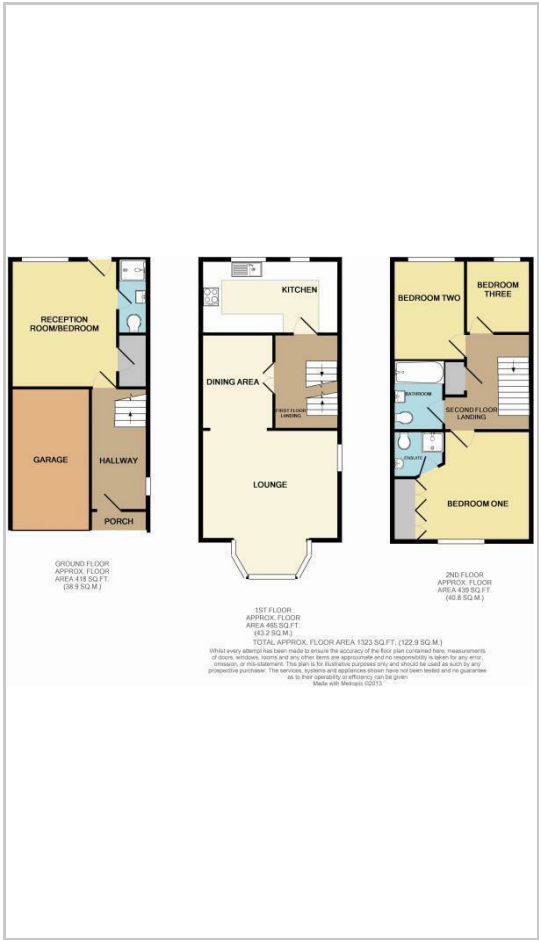 RECEPTION
ROOM/BEDROOM
GARAGE
HALLWAY
PORCH
GROUND FLOOR
APPROX. FLOOR
AREA 418 SQ.FT.
(38.9 SQ.M.)
KITCHEN
DINING AREA
FIRST FLOOR
LANDING
LOUNGE
1ST FLOOR
APPROX. FLOOR
AREA 465 SQ.FT.
(43.2 SQ.M.)
BEDROOM TWO
BEDROOM
THREE
BATHROOM
SECOND FLOOR
LANDING
ENSUITE
BEDROOM ONE
2ND FLOOR
APPROX. FLOOR
AREA 439 SQ.FT.
(40.8 SQ.M.)
TOTAL APPROX. FLOOR AREA 1323 SQ.FT. (122.9 SQ.M.)
Whilst every attempt has been made to ensure the accuracy of the floor plan contained here, measurements
of doors, windows, rooms and any other items are approximate and no responsibility is taken for any error,
omission, or mis-statement. This plan is for illustrative purposes only and should be used as such by any
prospective purchaser. The services, systems and appliances shown have not been tested and no guarantee
as to their operability or efficiency can be given
Made with Metropix ©2013